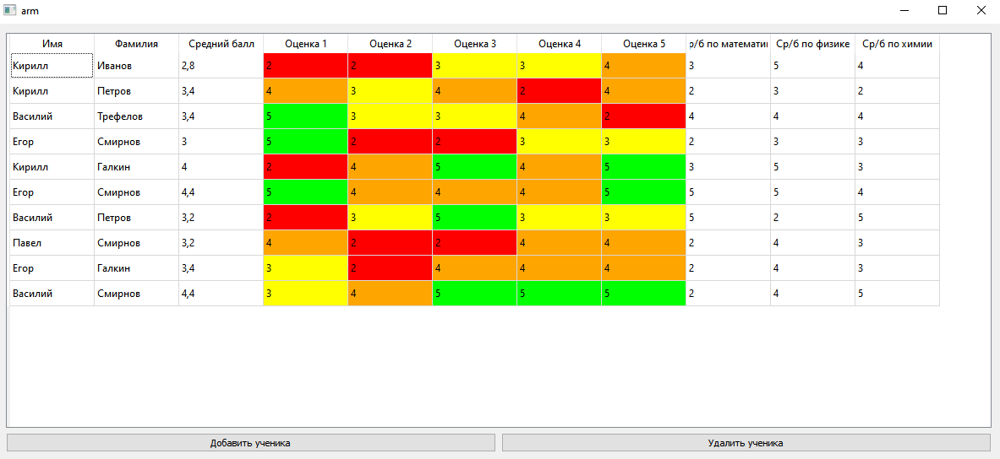 arm
Имя Фамилия Средний балл Оценка 1 Оценка 2 Оценка 3 Оценка 4 Оценка 5 р/б по математик Ср/б по физике Ср/б по химии
Кирилл Иванов 2,8 2 2 3 3 4 3 5 4
Кирилл Петров 3,4 4 3 4 2 4 2 3 2
Василий Трефелов 3,4 5 3 3 4 2 4 4 4
Егор Смирнов 3 5 2 2 3 3 2 3 3
Кирилл Галкин 4 2 4 5 4 5 3 5 3
Егор Смирнов 4,4 5 4 4 4 5 5 5 4
Василий Петров 3,2 2 3 5 3 3 5 2 5
Павел Смирнов 3,2 4 2 2 4 4 2 4 3
Егор Галкин 3,4 3 2 4 4 4 2 4 3
Василий Смирнов 4,4 3 4 5 5 5 2 4 5
Добавить ученика Удалить ученика